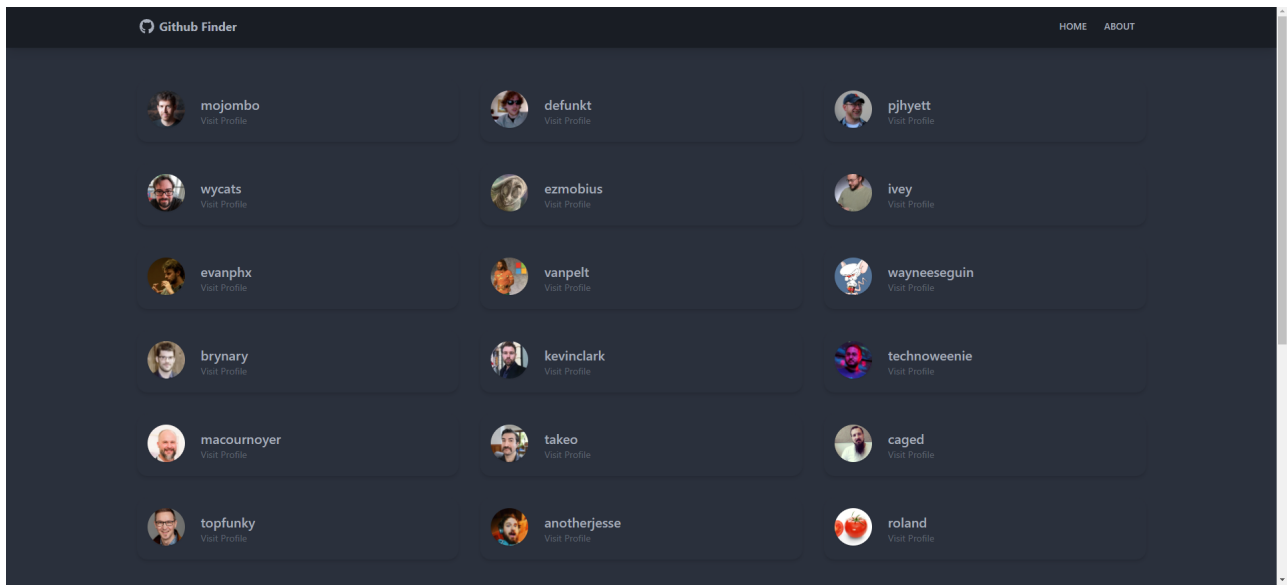 Github Finder
HOME ABOUT
mojombo
Visit Profile
defunkt
Visit Profile
pjhyett
Visit Profile
wycats
Visit Profile
ezmobius
Visit Profile
ivey
Visit Profile
evanphx
Visit Profile
vanpelt
Visit Profile
wayneeseguin
Visit Profile
brynary
Visit Profile
kevinclark
Visit Profile
technoweenie
Visit Profile
macournoyer
Visit Profile
takeo
Visit Profile
caged
Visit Profile
topfunky
Visit Profile
anotherjesse
Visit Profile
roland
Visit Profile